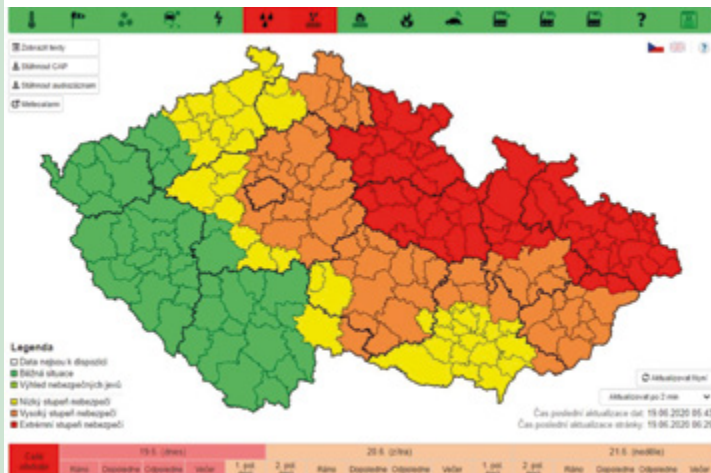 Zobrazit texty
Stáhnout CAP
Stáhnout audiozáznam
Meteoalarm
?
?
Legenda
Data nejsou k dispozici
Běžná situace
Výhled nebezpečných jevů
Nízký stupeň nebezpečí
Vysoký stupeň nebezpečí
Extrémní stupeň nebezpečí
Aktualizovat nyní
Aktualizovat po 2 min
Čas poslední aktualizace dat: 19.06.2020 05:43
Čas poslední aktualizace stránky: 19.06.2020 06:25
Celé období
19.6. (dnes)
20.6. (zítra)
21.6. (neděle)
Ráno Dopoledne Odpoledne Večer 1. pol. 2. pol. Ráno Dopoledne Odpoledne Večer 1. pol. 2. pol. Ráno Dopoledne Odpoledne Večer